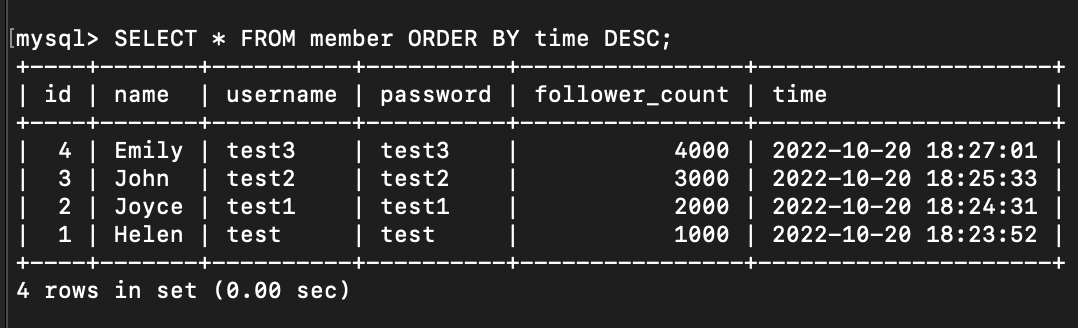 [mysql> SELECT * FROM member ORDER BY time DESC;
+----+-------+----------+----------+----------------+---------------------+
| id | name  | username | password | follower_count | time                |
+----+-------+----------+----------+----------------+---------------------+
|  4 | Emily | test3    | test3    |           4000 | 2022-10-20 18:27:01 |
|  3 | John  | test2    | test2    |           3000 | 2022-10-20 18:25:33 |
|  2 | Joyce | test1    | test1    |           2000 | 2022-10-20 18:24:31 |
|  1 | Helen | test     | test     |           1000 | 2022-10-20 18:23:52 |
+----+-------+----------+----------+----------------+---------------------+
4 rows in set (0.00 sec)